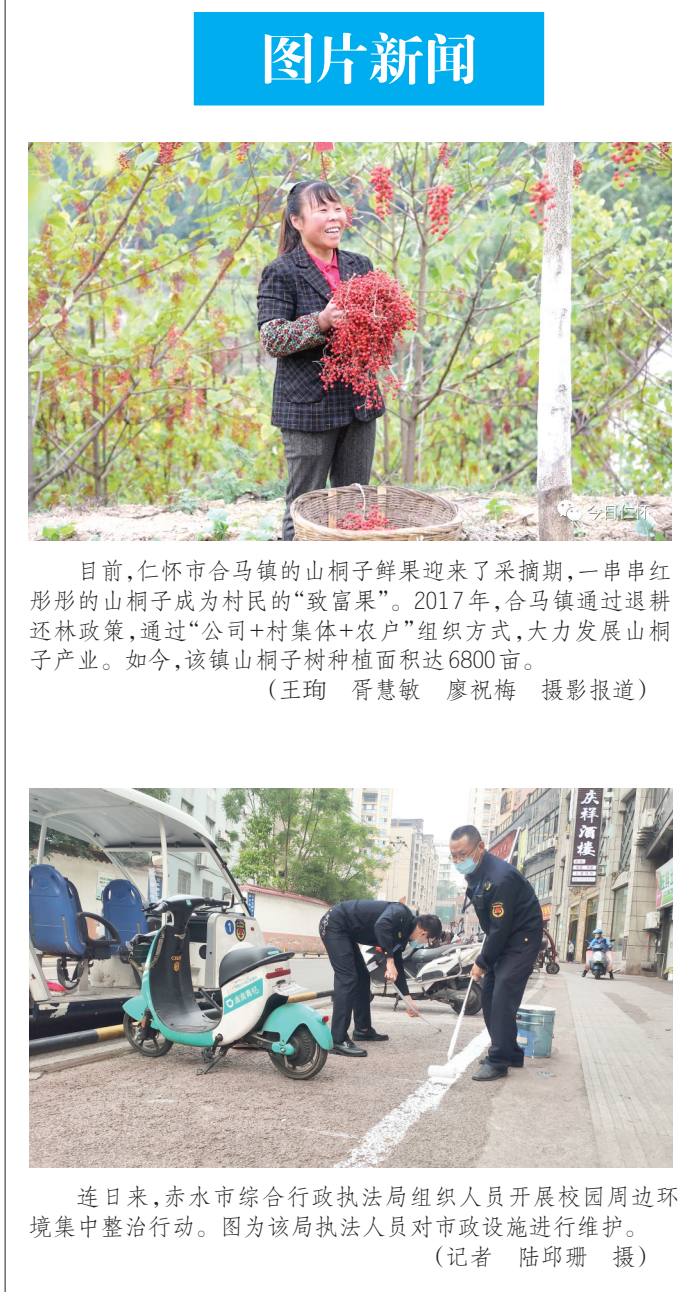 图片新闻
今日仁怀
目前，仁怀市合马镇的山桐子鲜果迎来了采摘期，一串串红
彤彤的山桐子成为村民的“致富果”。2017年，合马镇通过退耕
还林政策，通过“公司+村集体+农户”组织方式，大力发展山桐
子产业。如今，该镇山桐子树种植面积达6800亩。
（王珣　胥慧敏　廖祝梅　摄影报道）
庆祥酒楼
1
连日来，赤水市综合行政执法局组织人员开展校园周边环
境集中整治行动。图为该局执法人员对市政设施进行维护。
（记者　陆邱珊　摄）